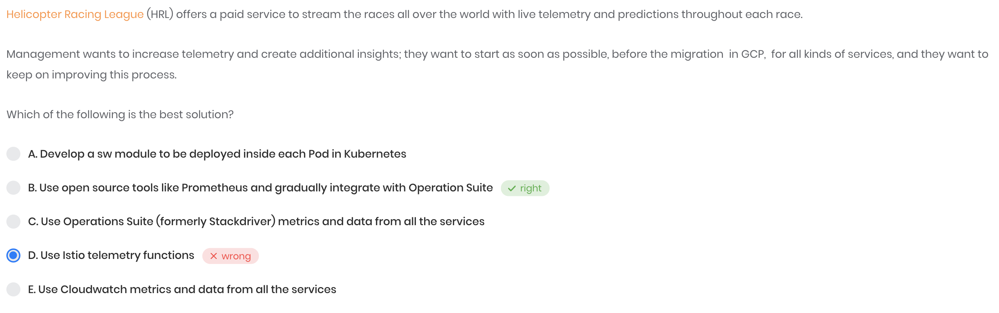 Helicopter Racing League (HRL) offers a paid service to stream the races all over the world with live telemetry and predictions throughout each race.
Management wants to increase telemetry and create additional insights; they want to start as soon as possible, before the migration  in GCP,  for all kinds of services, and they want to
keep on improving this process.
Which of the following is the best solution?
A. Develop a sw module to be deployed inside each Pod in Kubernetes
B. Use open source tools like Prometheus and gradually integrate with Operation Suite ✓ right
C. Use Operations Suite (formerly Stackdriver) metrics and data from all the services
D. Use Istio telemetry functions ✕ wrong
E. Use Cloudwatch metrics and data from all the services